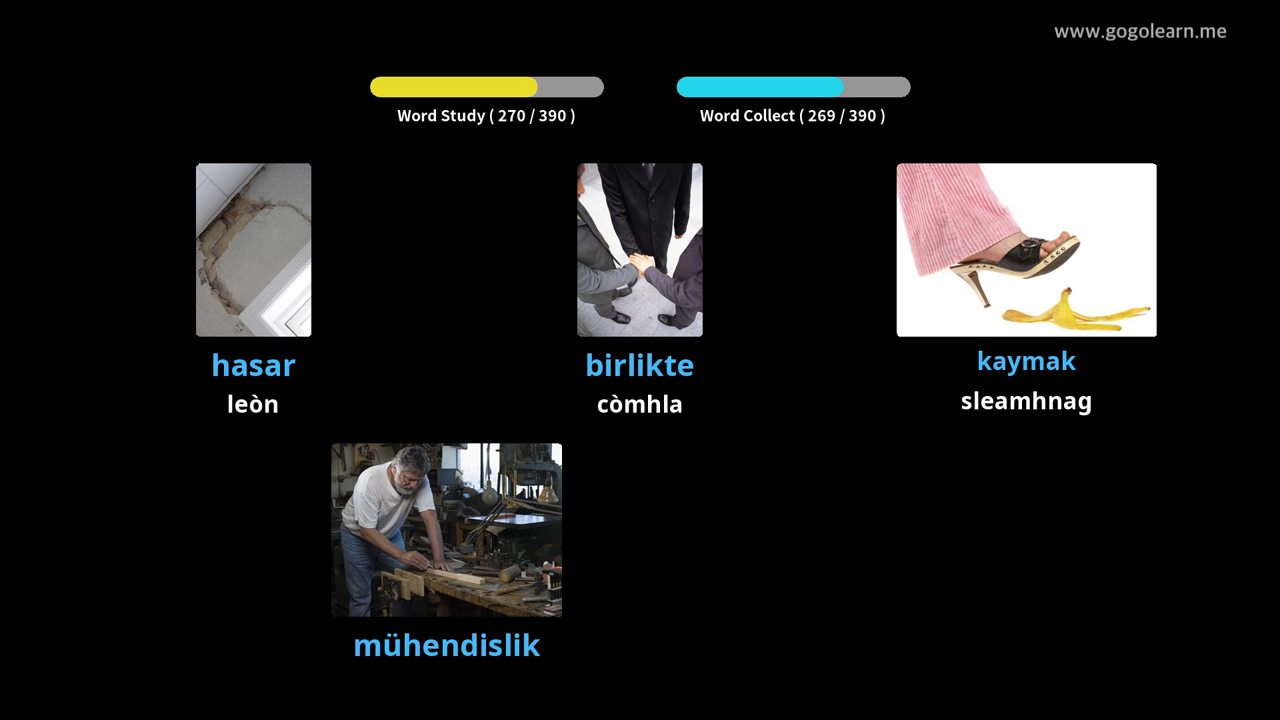 www.gogolearn.me
Word Study ( 270 / 390 )
Word Collect ( 269 / 390 )
hasar
leòn
birlikte
còmhla
kaymak
sleamhnag
mühendislik